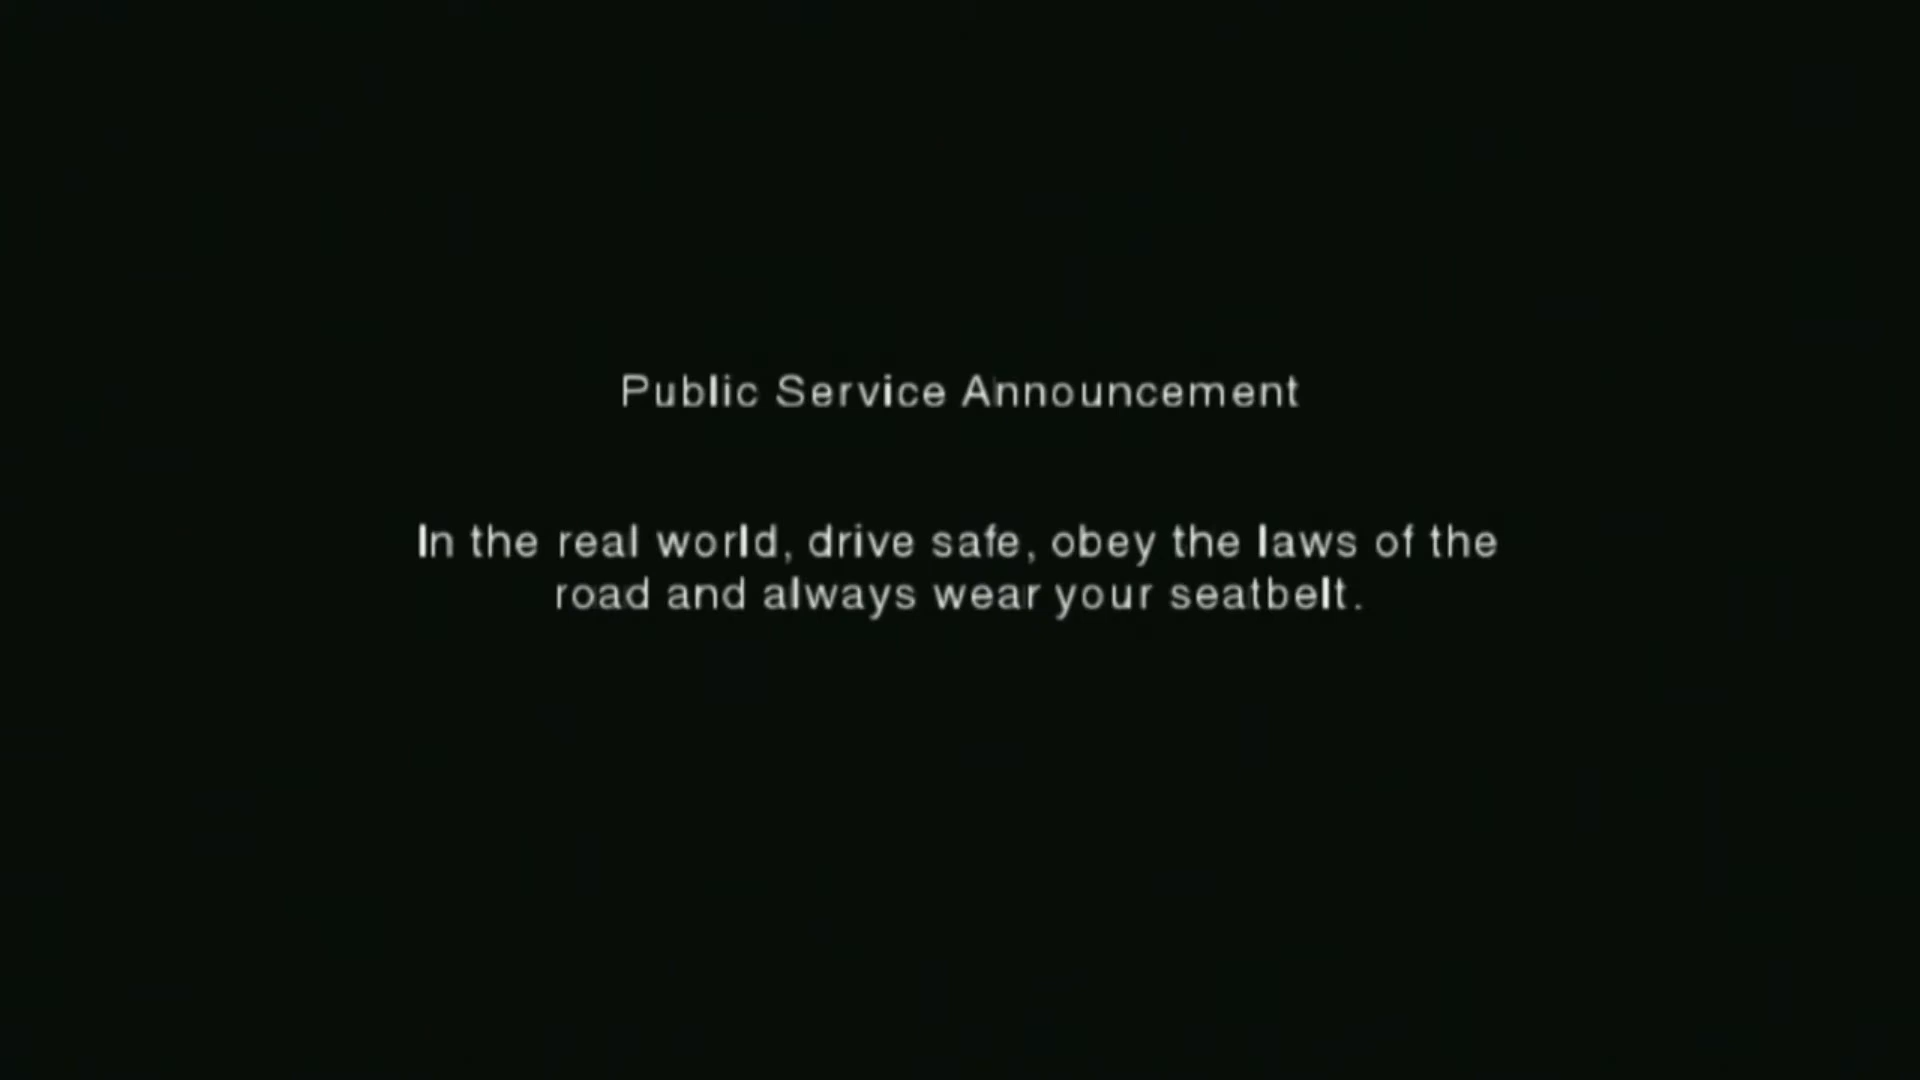 Public Service Announcement
In the real world, drive safe, obey the laws of the
road and always wear your seatbelt.